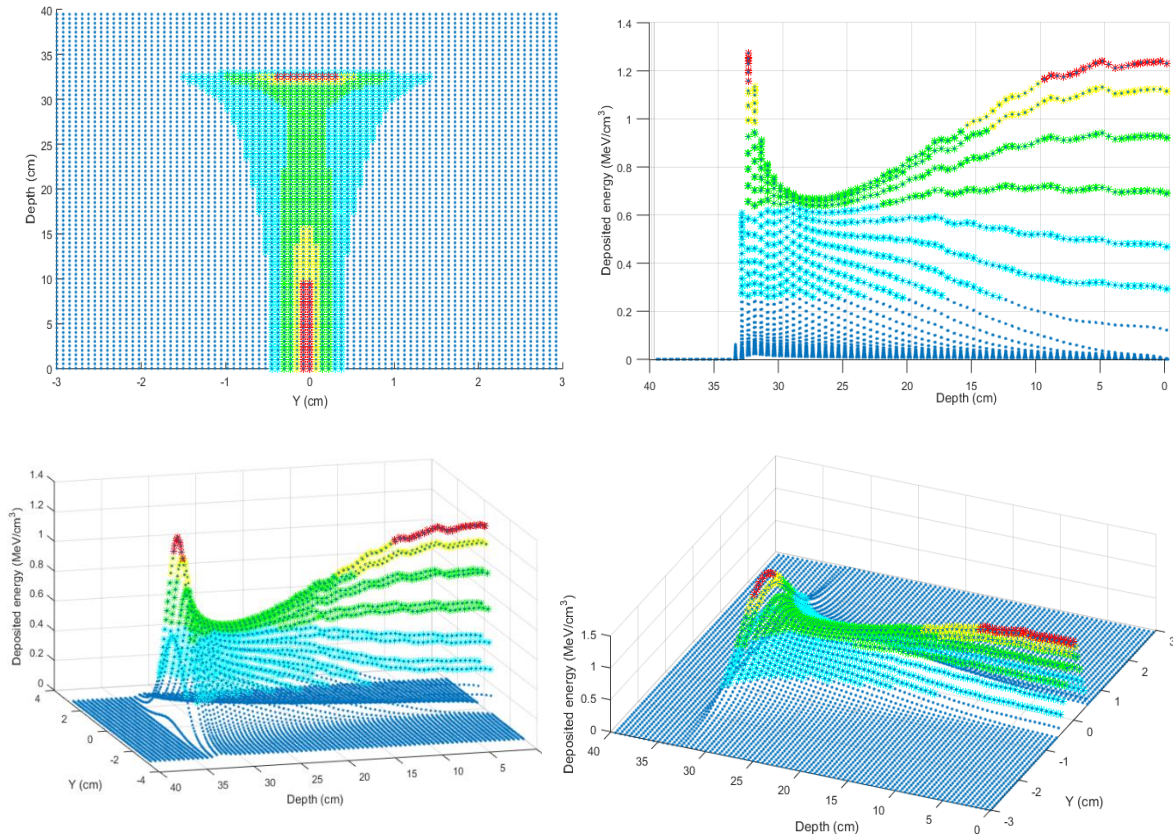 40
35
30
25
20
15
10
5
0
Depth (cm)
-3 -2 -1 0 1 2 3
Y (cm)
1.4
1.2
1
0.8
0.6
0.4
0.2
0
Deposited energy (MeV/cm³)
40 35 30 25 20 15 10 5 0
Depth (cm)
1.4
1.2
1
0.8
0.6
0.4
0.2
0
Deposited energy (MeV/cm³)
4
2
0
-2
-4
Y (cm)
40 35 30 25 20 15 10 5
Depth (cm)
1.5
1
0.5
0
Deposited energy (MeV/cm³)
40 35 30 25 20 15 10 5 0
Depth (cm)
3
2
1
0
-1
-2
-3
Y (cm)